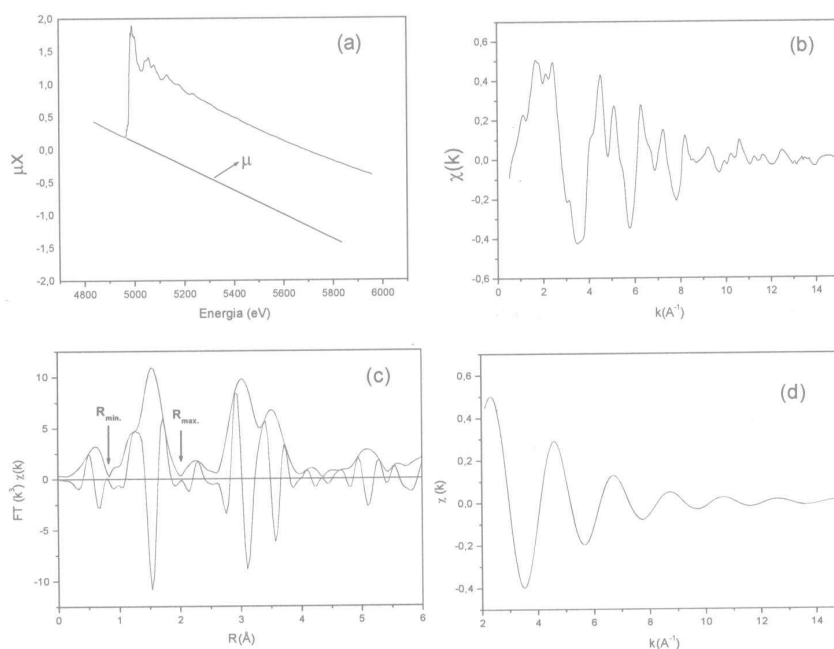 (a)
2,0
1,5
1,0
0,5
0,0
-0,5
-1,0
-1,5
-2,0
μX
μ
4800 5000 5200 5400 5600 5800 6000
Energia (eV)
(b)
0,6
0,4
0,2
0,0
-0,2
-0,4
-0,6
χ(k)
0 2 4 6 8 10 12 14
k(A⁻¹)
(c)
10
5
0
0
-5
-10
FT (k³) χ(k)
Rmin.
Rmax.
0 1 2 3 4 5 6
R(Å)
(d)
0,6
0,4
0,2
0,0
-0,2
-0,4
χ (k)
2 4 6 8 10 12 14
k(A⁻¹)